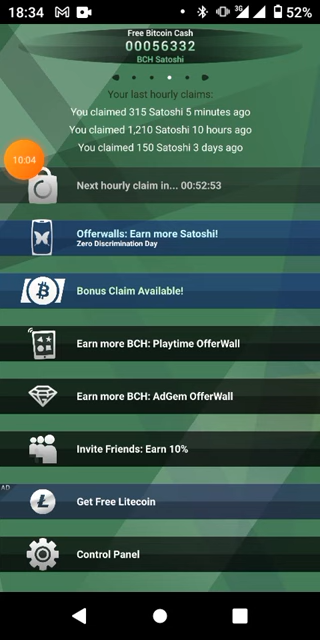 18:34
3G
52%
Free Bitcoin Cash
00056332
BCH Satoshi
Your last hourly claims:
You claimed 315 Satoshi 5 minutes ago
You claimed 1,210 Satoshi 10 hours ago
You claimed 150 Satoshi 3 days ago
10:04
Next hourly claim in... 00:52:53
Offerwalls: Earn more Satoshi!
Zero Discrimination Day
Bonus Claim Available!
Earn more BCH: Playtime OfferWall
Earn more BCH: AdGem OfferWall
Invite Friends: Earn 10%
AD
Get Free Litecoin
Control Panel